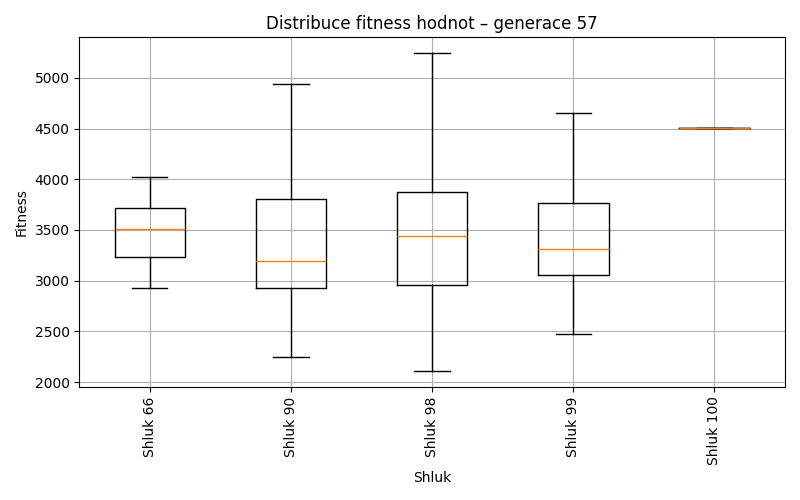 Distribuce fitness hodnot – generace 57
Fitness
5000
4500
4000
3500
3000
2500
2000
Shluk 66
Shluk 90
Shluk 98
Shluk 99
Shluk 100
Shluk